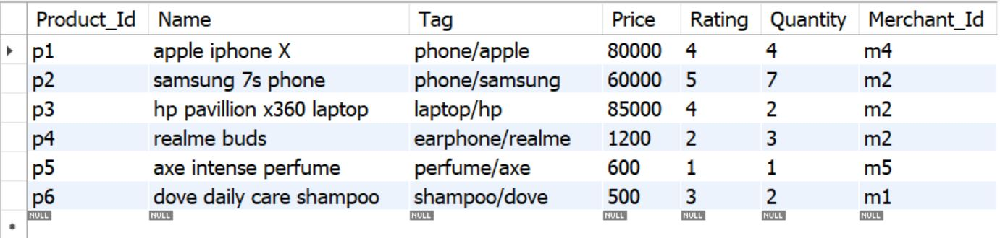 Product_Id Name Tag Price Rating Quantity Merchant_Id
p1 apple iphone X phone/apple 80000 4 4 m4
p2 samsung 7s phone phone/samsung 60000 5 7 m2
p3 hp pavillion x360 laptop laptop/hp 85000 4 2 m2
p4 realme buds earphone/realme 1200 2 3 m2
p5 axe intense perfume perfume/axe 600 1 1 m5
p6 dove daily care shampoo shampoo/dove 500 3 2 m1
NULL NULL NULL NULL NULL NULL NULL